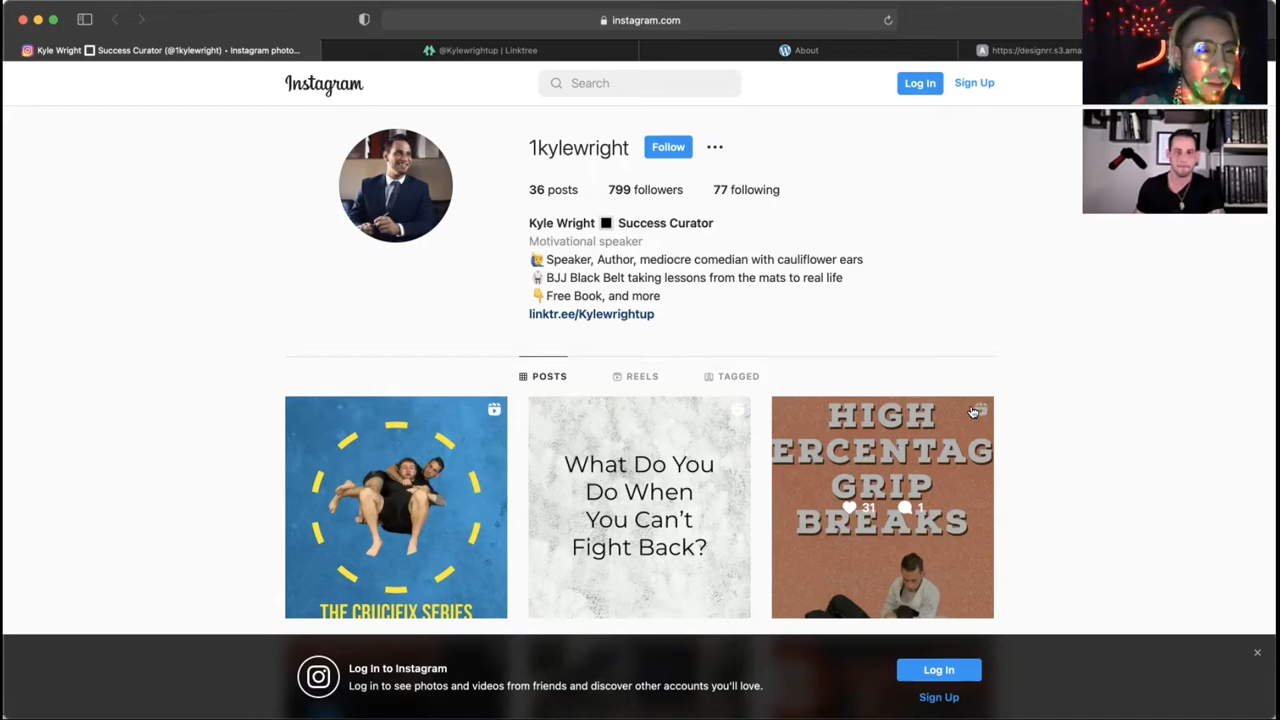 instagram.com
Kyle Wright Success Curator (@1kylewright) • Instagram photo...
@Kylewrightup | Linktree
About
https://designrr.s3.ama
Instagram
Search
Log In
Sign Up
1kylewright
Follow
36 posts
799 followers
77 following
Kyle Wright ◼ Success Curator
Motivational speaker
Speaker, Author, mediocre comedian with cauliflower ears
BJJ Black Belt taking lessons from the mats to real life
Free Book, and more
linktr.ee/Kylewrightup
POSTS
REELS
TAGGED
THE CRUCIFIX SERIES
What Do You
Do When
You Can't
Fight Back?
HIGH
ERCENTAG
GRIP
BREAKS
31
1
Log In to Instagram
Log in to see photos and videos from friends and discover other accounts you'll love.
Log In
Sign Up